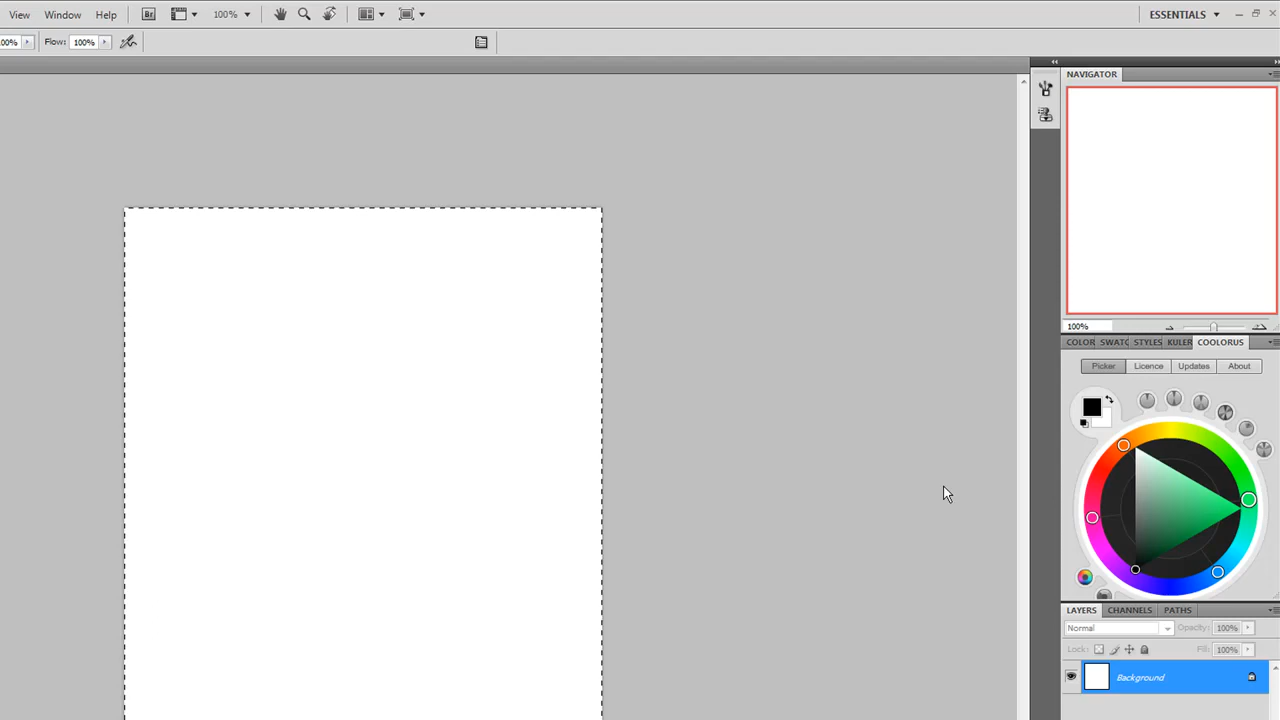 View Window Help Br 100% ESSENTIALS
00% Flow: 100%
NAVIGATOR
100%
COLOR SWATC STYLES KULER COOLORUS
Picker Licence Updates About
LAYERS CHANNELS PATHS
Normal Opacity: 100%
Lock: Fill: 100%
Background